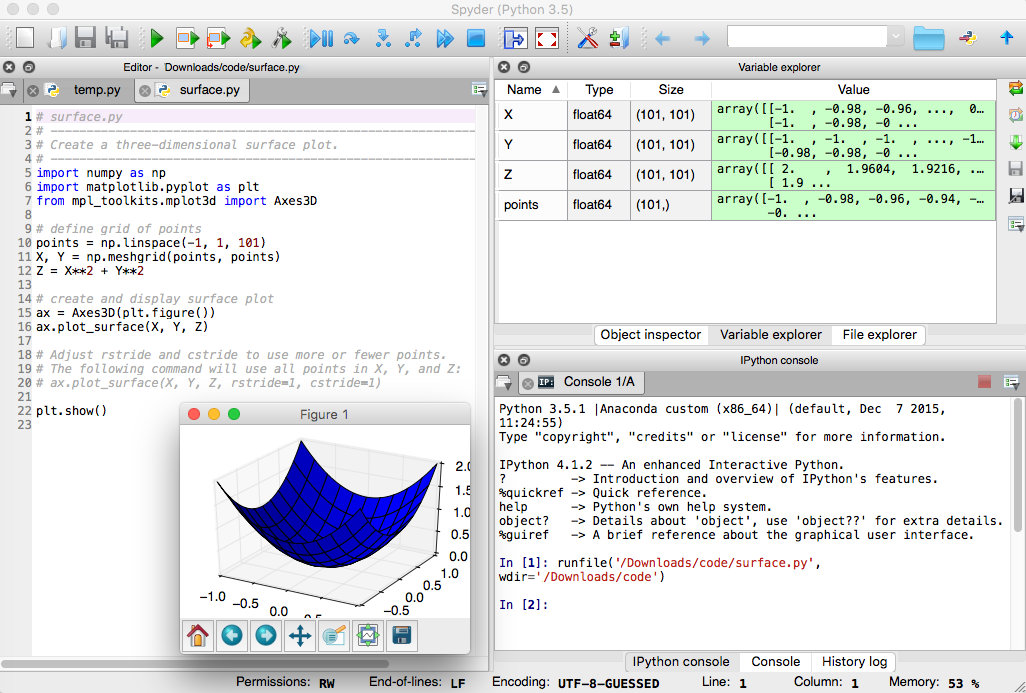 Spyder (Python 3.5)
Editor - Downloads/code/surface.py
temp.py
surface.py
1 # surface.py
2 # ------------------------------------------------------------
3 # Create a three-dimensional surface plot.
4 # ------------------------------------------------------------
5 import numpy as np
6 import matplotlib.pyplot as plt
7 from mpl_toolkits.mplot3d import Axes3D
8
9 # define grid of points
10 points = np.linspace(-1, 1, 101)
11 X, Y = np.meshgrid(points, points)
12 Z = X**2 + Y**2
13
14 # create and display surface plot
15 ax = Axes3D(plt.figure())
16 ax.plot_surface(X, Y, Z)
17
18 # Adjust rstride and cstride to use more or fewer points.
19 # The following command will use all points in X, Y, and Z:
20 # ax.plot_surface(X, Y, Z, rstride=1, cstride=1)
21
22 plt.show()
23
Figure 1
2.0
1.5
1.0
0.5
0.0
1.0
0.5
0.0
-0.5
-1.0
-0.5
0.0
Variable explorer
Name Type Size Value
X float64 (101, 101) array([[-1. , -0.98, -0.96, ..., 0…
[-1. , -0.98, -0 ...
Y float64 (101, 101) array([[-1. , -1. , -1. , ..., -1…
[-0.98, -0.98, -0 ...
Z float64 (101, 101) array([[ 2. , 1.9604, 1.9216, ..…
[ 1.9 ...
points float64 (101,) array([-1. , -0.98, -0.96, -0.94, -…
-0. ...
Object inspector Variable explorer File explorer
IPython console
IP: Console 1/A
Python 3.5.1 |Anaconda custom (x86_64)| (default, Dec  7 2015,
11:24:55)
Type "copyright", "credits" or "license" for more information.
IPython 4.1.2 -- An enhanced Interactive Python.
? -> Introduction and overview of IPython's features.
%quickref -> Quick reference.
help -> Python's own help system.
object? -> Details about 'object', use 'object??' for extra details.
%guiref -> A brief reference about the graphical user interface.
In [1]: runfile('/Downloads/code/surface.py',
wdir='/Downloads/code')
In [2]:
IPython console Console History log
Permissions: RW End-of-lines: LF Encoding: UTF-8-GUESSED Line: 1 Column: 1 Memory: 53 %